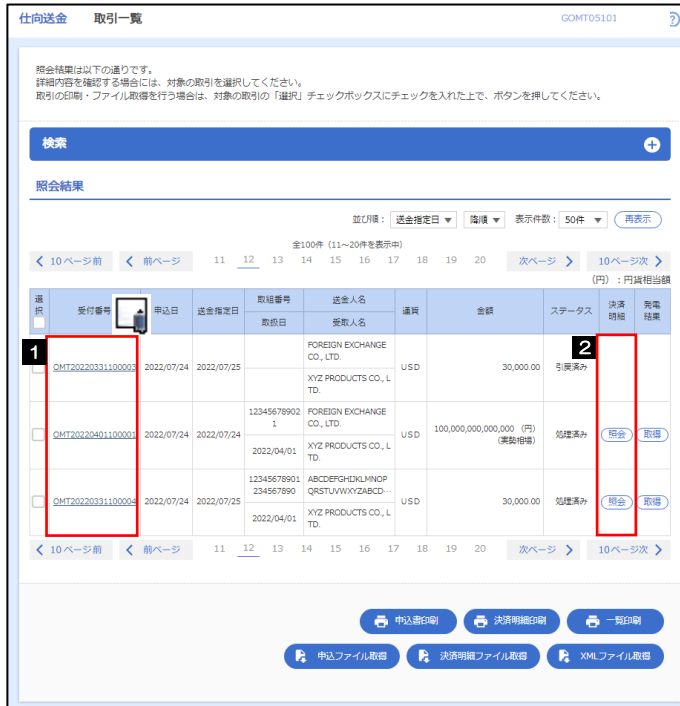 仕向送金 取引一覧 GOMT05101 ?
照会結果は以下の通りです。
詳細内容を確認する場合には、対象の取引を選択してください。
取引の印刷・ファイル取得を行う場合は、対象の取引の「選択」チェックボックスにチェックを入れた上で、ボタンを押してください。
検索
照会結果
並び順: 送金指定日 ▼ 降順 ▼ 表示件数: 50件 ▼ 再表示
全100件(11~20件を表示中)
10ページ前 前ページ 11 12 13 14 15 16 17 18 19 20 次ページ 10ページ次
(円):円貨相当額
選択 受付番号 申込日 送金指定日 取組番号 送金人名 通貨 金額 ステータス 決済明細 発電結果
取扱日 受取人名
1 2
FOREIGN EXCHANGE
CO., LTD.
OMT20220331100003 2022/07/24 2022/07/25 USD 30,000.00 引戻済み
XYZ PRODUCTS CO., L
TD.
12345678902 FOREIGN EXCHANGE
1 CO., LTD.
OMT20220401100001 2022/07/24 2022/07/24 USD 100,000,000,000,000 (円) 処理済み 照会 取得
(実勢相場)
2022/04/01 XYZ PRODUCTS CO., L
TD.
12345678901 ABCDEFGHIJKLMNOP
234567890 QRSTUVWXYZABCD…
OMT20220331100004 2022/07/24 2022/07/25 USD 30,000.00 処理済み 照会 取得
2022/04/01 XYZ PRODUCTS CO., L
TD.
10ページ前 前ページ 11 12 13 14 15 16 17 18 19 20 次ページ 10ページ次
申込書印刷 決済明細印刷 一覧印刷
申込ファイル取得 決済明細ファイル取得 XMLファイル取得